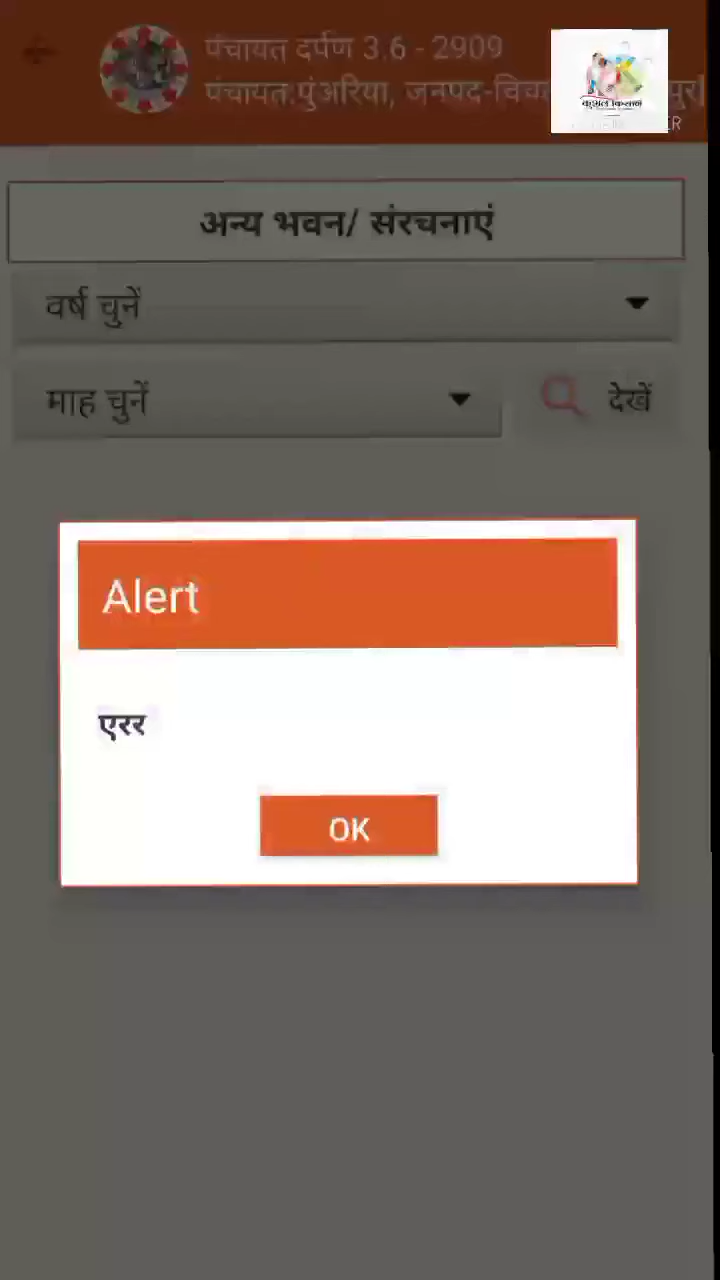 पंचायत दर्पण 3.6 - 2909
पंचायत.पुंअरिया, जनपद-
अन्य भवन/ संरचनाएं
वर्ष चुनें
माह चुनें
देखें
Alert
एरर
OK